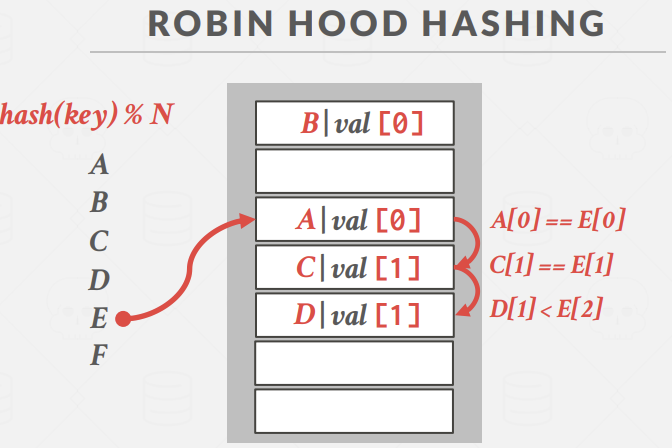 ROBIN HOOD HASHING
hash(key) % N
A
B
C
D
E
F
B|val [0]
A|val [0]
C|val [1]
D|val [1]
A[0] == E[0]
C[1] == E[1]
D[1] < E[2]